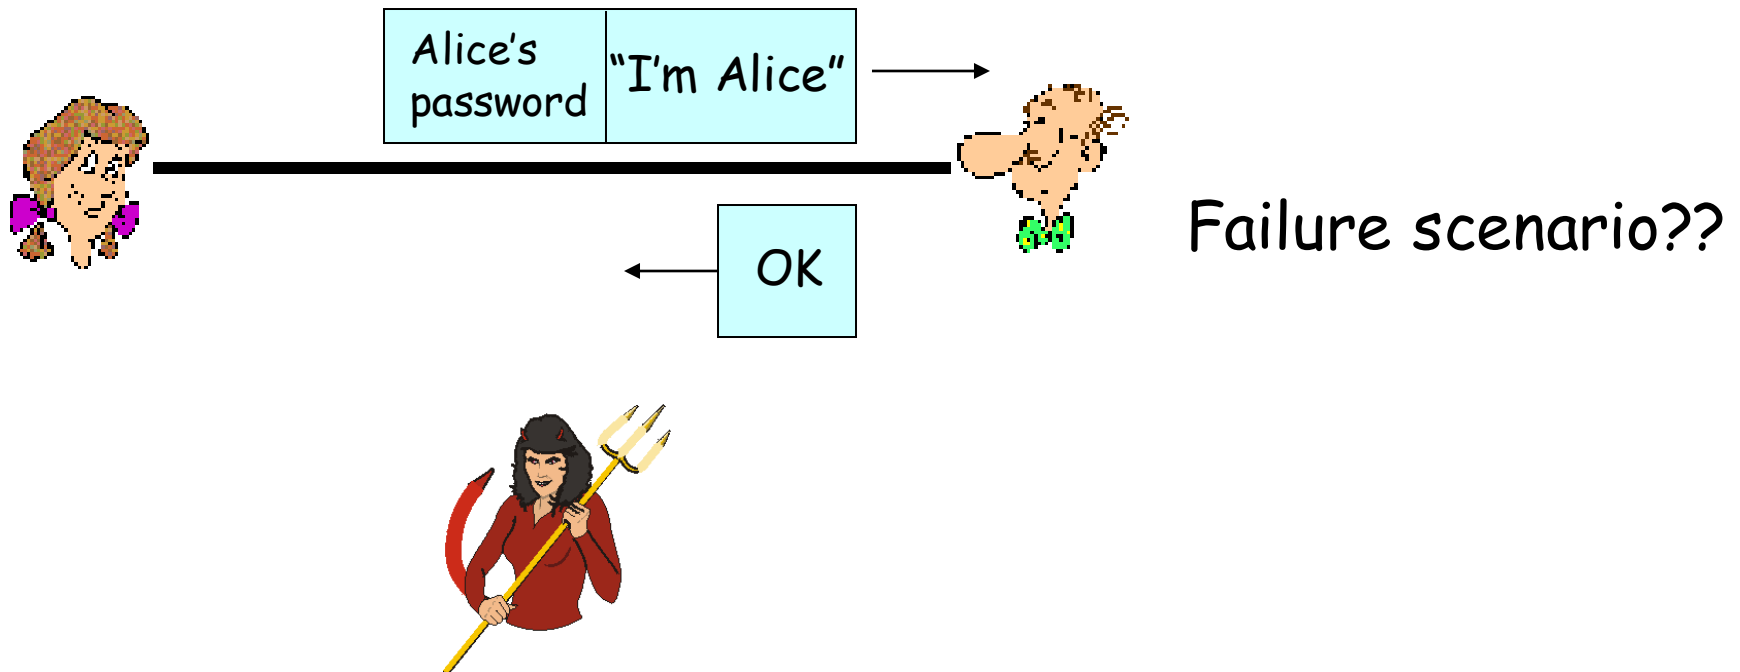 Alice’s
password
“I’m Alice”
OK
Failure scenario??